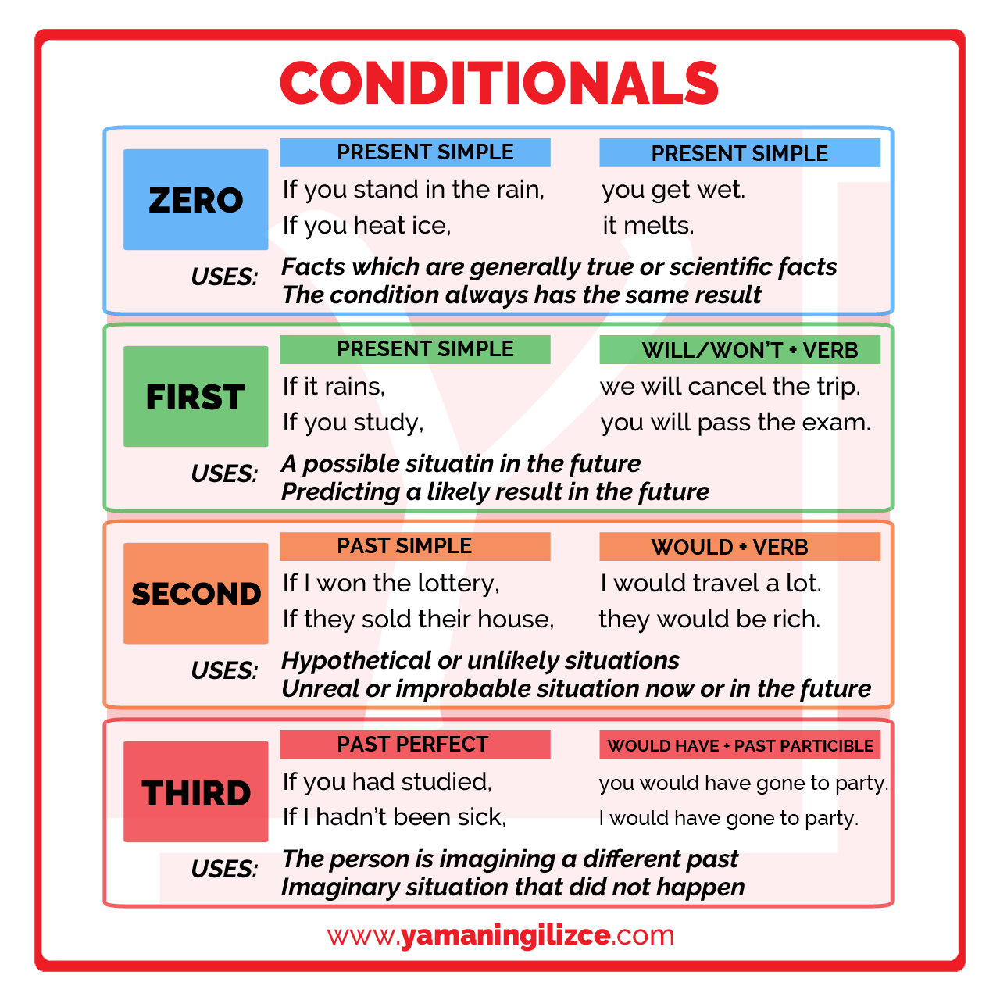 CONDITIONALS
ZERO
PRESENT SIMPLE PRESENT SIMPLE
If you stand in the rain, you get wet.
If you heat ice, it melts.
USES: Facts which are generally true or scientific facts
The condition always has the same result
FIRST
PRESENT SIMPLE WILL/WON'T + VERB
If it rains, we will cancel the trip.
If you study, you will pass the exam.
USES: A possible situatin in the future
Predicting a likely result in the future
SECOND
PAST SIMPLE WOULD + VERB
If I won the lottery, I would travel a lot.
If they sold their house, they would be rich.
USES: Hypothetical or unlikely situations
Unreal or improbable situation now or in the future
THIRD
PAST PERFECT WOULD HAVE + PAST PARTICIBLE
If you had studied, you would have gone to party.
If I hadn't been sick, I would have gone to party.
USES: The person is imagining a different past
Imaginary situation that did not happen
www.yamaningilizce.com